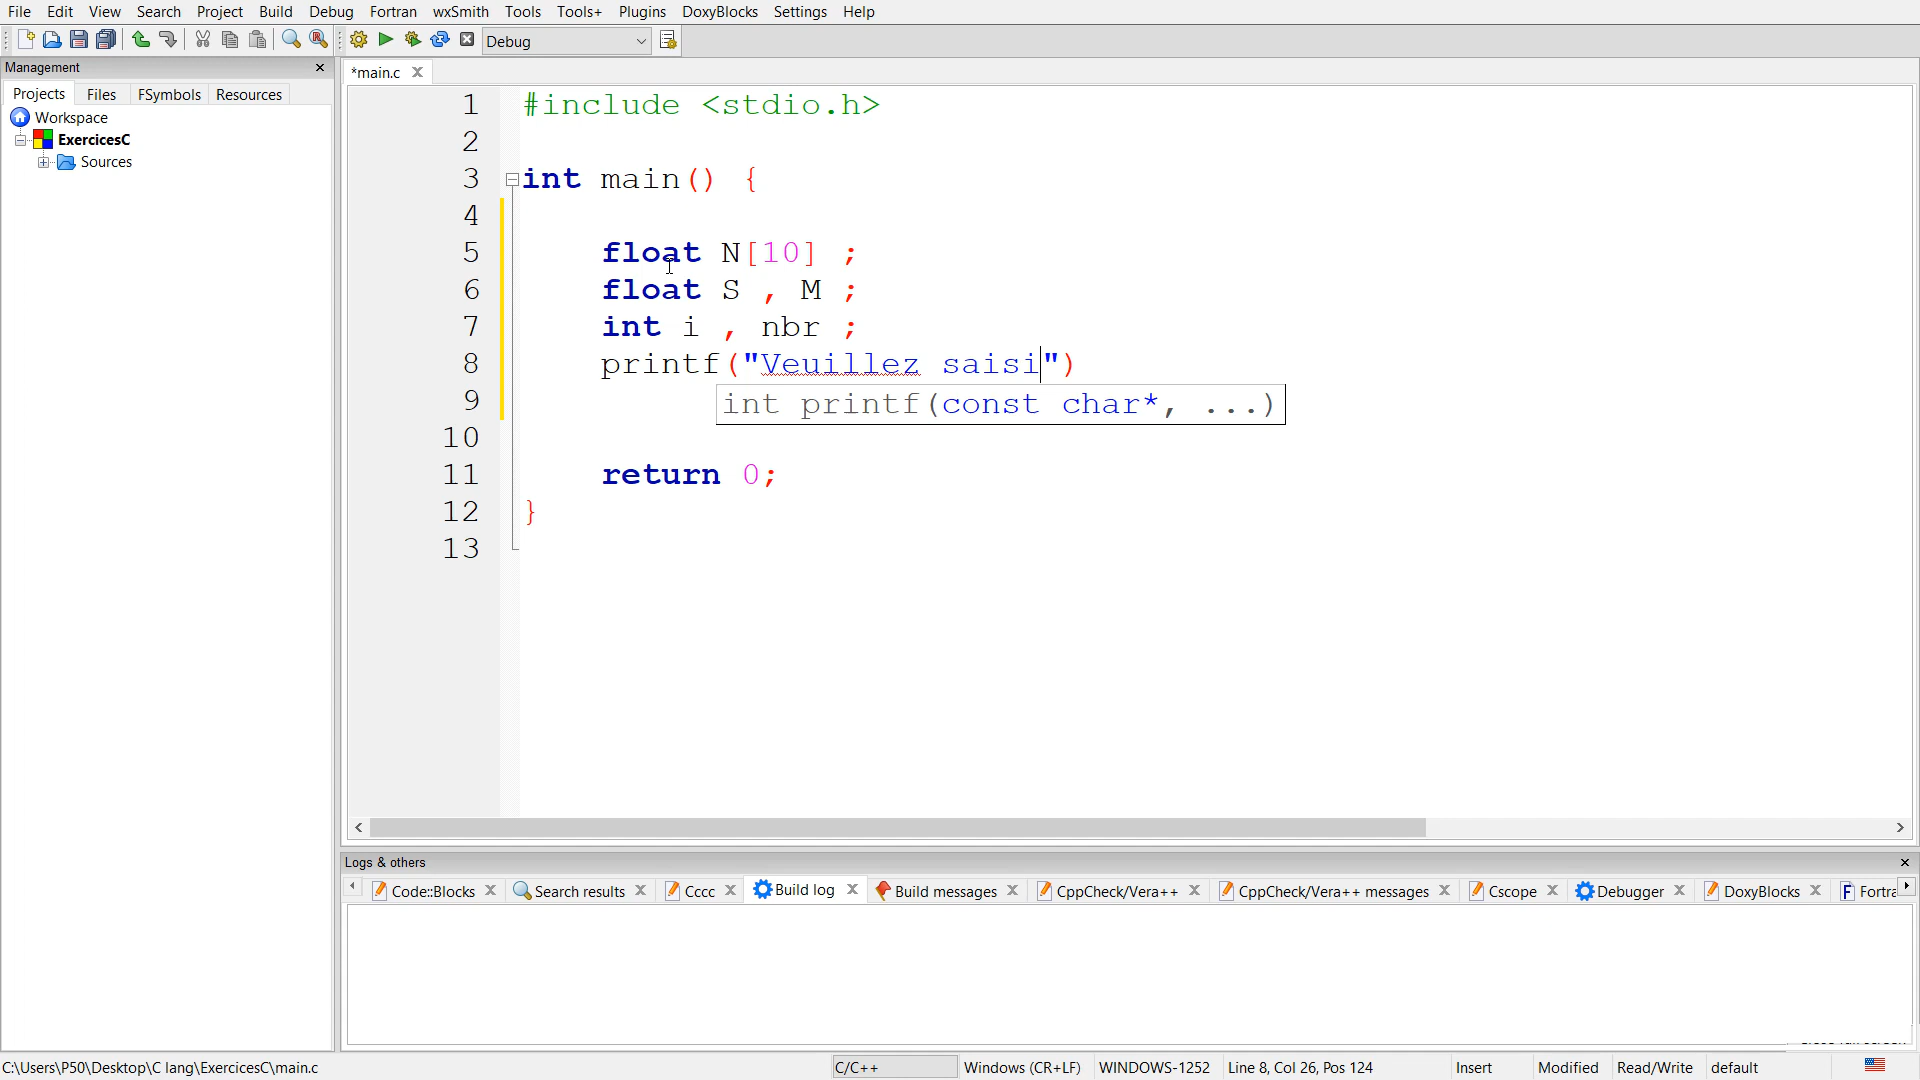 File Edit View Search Project Build Debug Fortran wxSmith Tools Tools+ Plugins DoxyBlocks Settings Help
Debug
Management
*main.c
Projects Files FSymbols Resources
Workspace
ExercicesC
Sources
1 #include <stdio.h>
2
3 int main() {
4
5 float N[10] ;
6 float S , M ;
7 int i , nbr ;
8 printf("Veuillez saisi")
9 int printf(const char*, ...)
10
11 return 0;
12 }
13
Logs & others
Code::Blocks Search results Cccc Build log Build messages CppCheck/Vera++ CppCheck/Vera++ messages Cscope Debugger DoxyBlocks Fortra
C:\Users\P50\Desktop\C lang\ExercicesC\main.c C/C++ Windows (CR+LF) WINDOWS-1252 Line 8, Col 26, Pos 124 Insert Modified Read/Write default